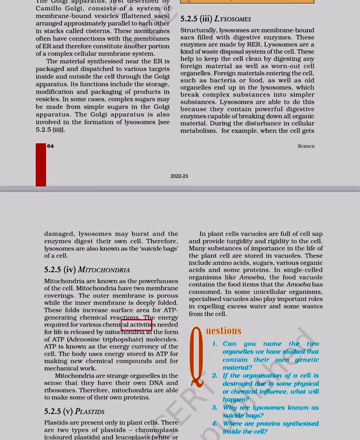 The Golgi apparatus, first described by
Camillo Golgi, consists of a system of
membrane-bound vesicles (flattened sacs)
arranged approximately parallel to each other
in stacks called cisterns. These membranes
often have connections with the membranes
of ER and therefore constitute another portion
of a complex cellular membrane system.
The material synthesised near the ER is
packaged and dispatched to various targets
inside and outside the cell through the Golgi
apparatus. Its functions include the storage,
modification and packaging of products in
vesicles. In some cases, complex sugars may
be made from simple sugars in the Golgi
apparatus. The Golgi apparatus is also
involved in the formation of lysosomes [see
5.2.5 (iii)].
64
5.2.5 (iii) LYSOSOMES
Structurally, lysosomes are membrane-bound
sacs filled with digestive enzymes. These
enzymes are made by RER. Lysosomes are a
kind of waste disposal system of the cell. These
help to keep the cell clean by digesting any
foreign material as well as worn-out cell
organelles. Foreign materials entering the cell,
such as bacteria or food, as well as old
organelles end up in the lysosomes, which
break complex substances into simpler
substances. Lysosomes are able to do this
because they contain powerful digestive
enzymes capable of breaking down all organic
material. During the disturbance in cellular
metabolism, for example, when the cell gets
SCIENCE
2022-23
damaged, lysosomes may burst and the
enzymes digest their own cell. Therefore,
lysosomes are also known as the 'suicide bags'
of a cell.
5.2.5 (iv) MITOCHONDRIA
Mitochondria are known as the powerhouses
of the cell. Mitochondria have two membrane
coverings. The outer membrane is porous
while the inner membrane is deeply folded.
These folds increase surface area for ATP-
generating chemical reactions. The energy
required for various chemical activities needed
for life is released by mitochondria in the form
of ATP (Adenosine triphosphate) molecules.
ATP is known as the energy currency of the
cell. The body uses energy stored in ATP for
making new chemical compounds and for
mechanical work.
Mitochondria are strange organelles in the
sense that they have their own DNA and
ribosomes. Therefore, mitochondria are able
to make some of their own proteins.
5.2.5 (v) PLASTIDS
Plastids are present only in plant cells. There
are two types of plastids – chromoplasts
(coloured plastids) and leucoplasts (white or
In plant cells vacuoles are full of cell sap
and provide turgidity and rigidity to the cell.
Many substances of importance in the life of
the plant cell are stored in vacuoles. These
include amino acids, sugars, various organic
acids and some proteins. In single-celled
organisms like Amoeba, the food vacuole
contains the food items that the Amoeba has
consumed. In some unicellular organisms,
specialised vacuoles also play important roles
in expelling excess water and some wastes
from the cell.
Questions
1. Can you name the two
organelles we have studied that
contain their own genetic
material?
2. If the organisation of a cell is
destroyed due to some physical
or chemical influence, what will
happen?
3. Why are lysosomes known as
suicide bags?
4. Where are proteins synthesised
inside the cell?